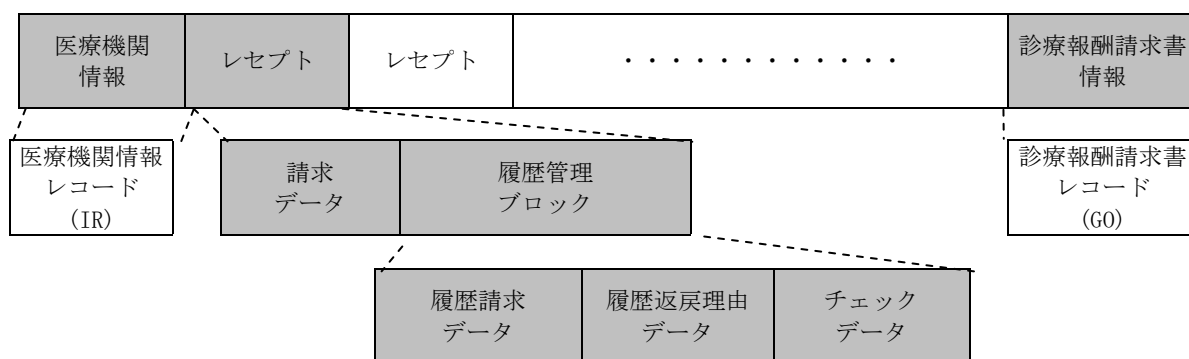 医療機関
情報
レセプト
レセプト
・・・・・・・・・・・・
診療報酬請求書
情報
医療機関情報
レコード
(IR)
請求
データ
履歴管理
ブロック
診療報酬請求書
レコード
(GO)
履歴請求
データ
履歴返戻理由
データ
チェック
データ